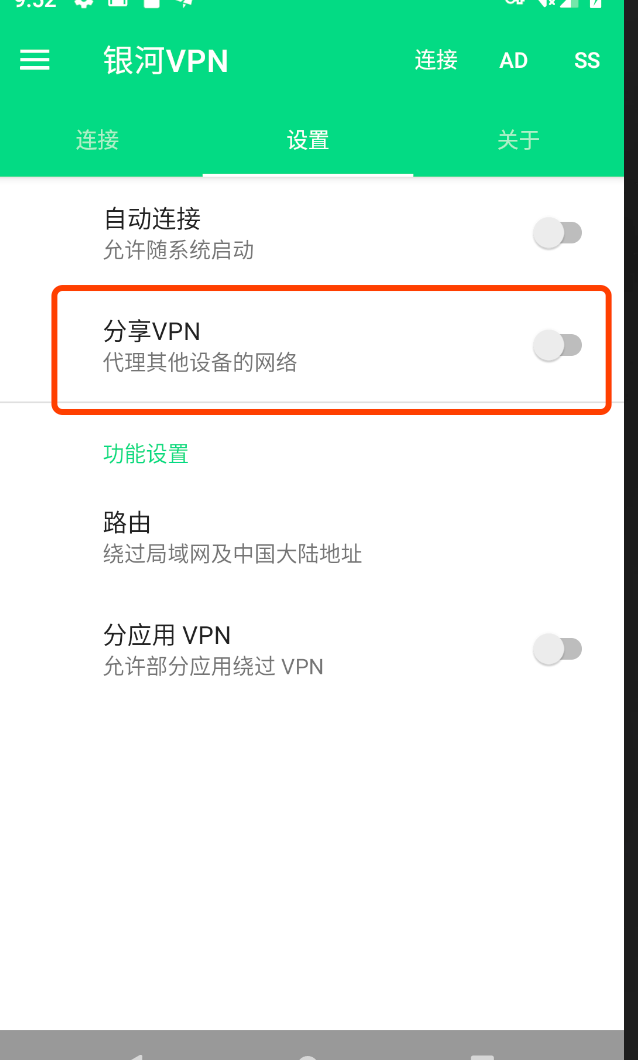 9:52
银河VPN 连接 AD SS
连接 设置 关于
自动连接
允许随系统启动
分享VPN
代理其他设备的网络
功能设置
路由
绕过局域网及中国大陆地址
分应用 VPN
允许部分应用绕过 VPN